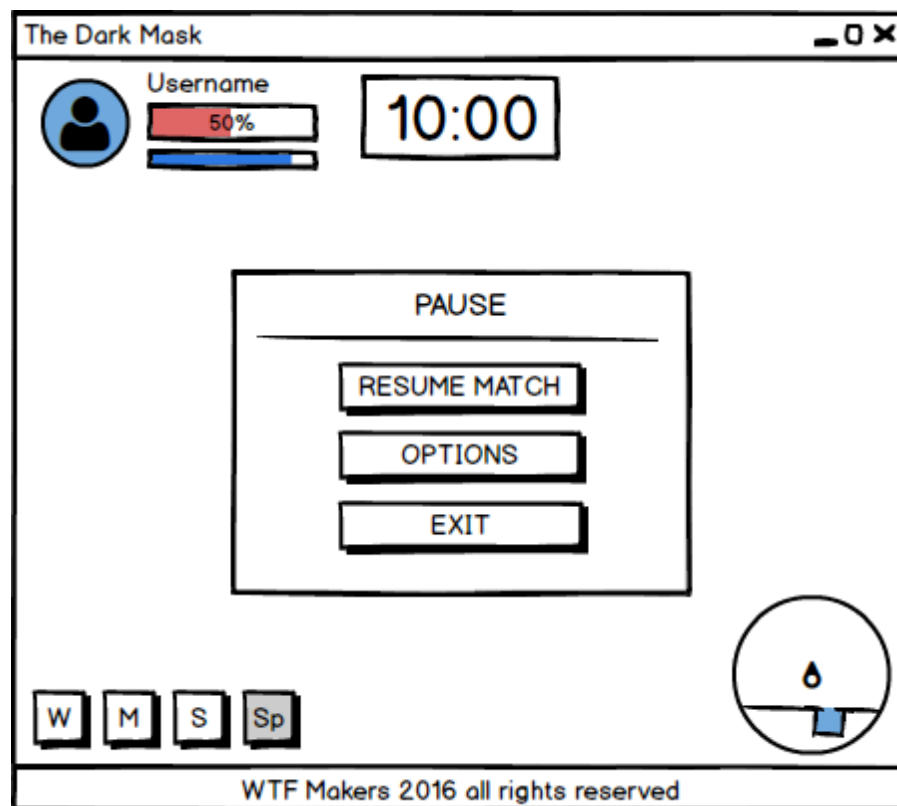 The Dark Mask
Username
50%
10:00
PAUSE
RESUME MATCH
OPTIONS
EXIT
W M S Sp
WTF Makers 2016 all rights reserved